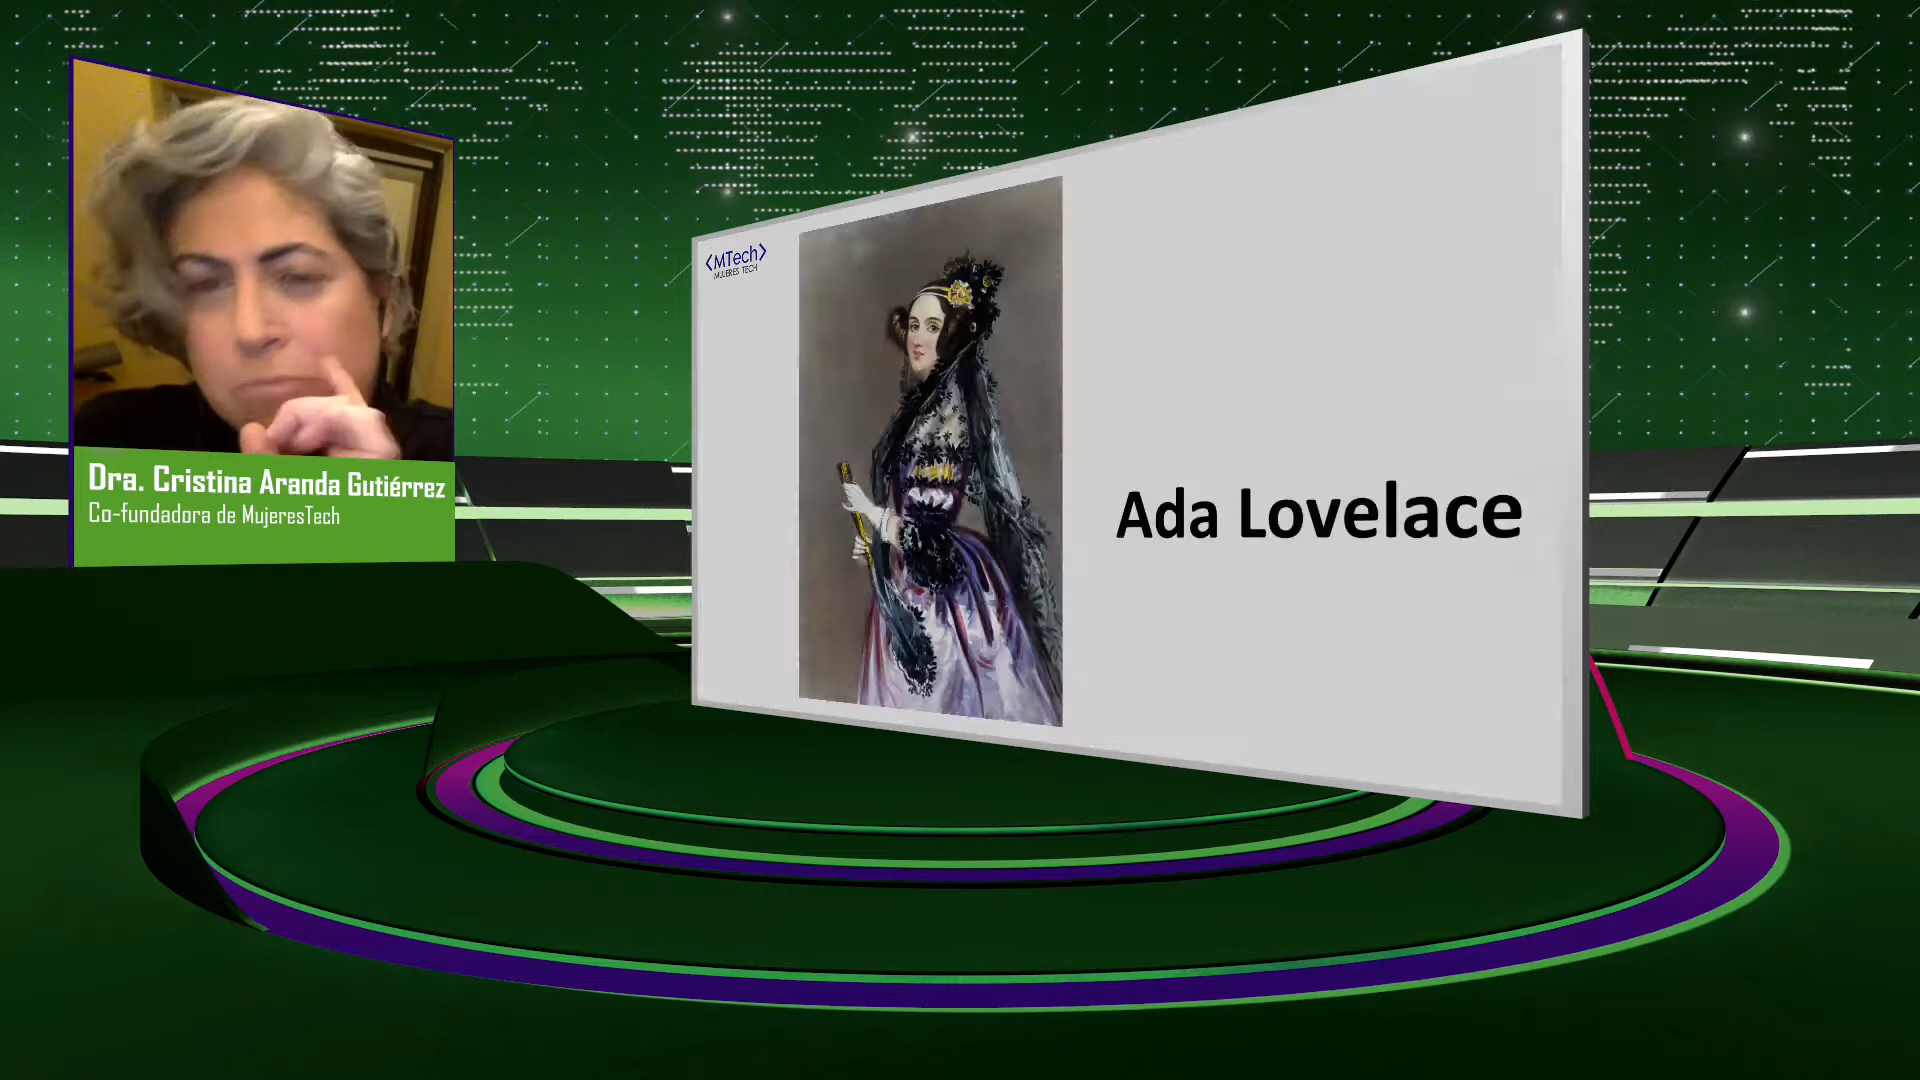 Dra. Cristina Aranda Gutiérrez
Co-fundadora de MujeresTech
<MTech>
MUJERES TECH
Ada Lovelace